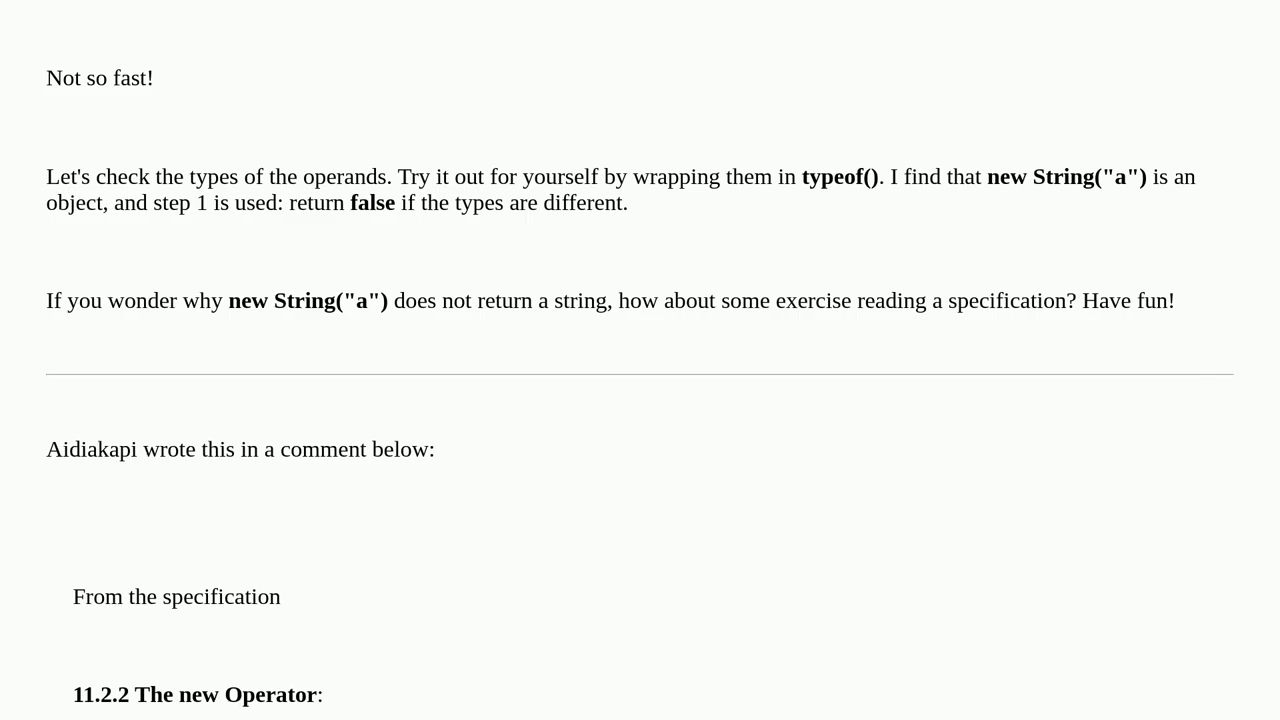 Not so fast!
Let's check the types of the operands. Try it out for yourself by wrapping them in typeof(). I find that new String("a") is an
object, and step 1 is used: return false if the types are different.
If you wonder why new String("a") does not return a string, how about some exercise reading a specification? Have fun!
Aidiakapi wrote this in a comment below:
From the specification
11.2.2 The new Operator: